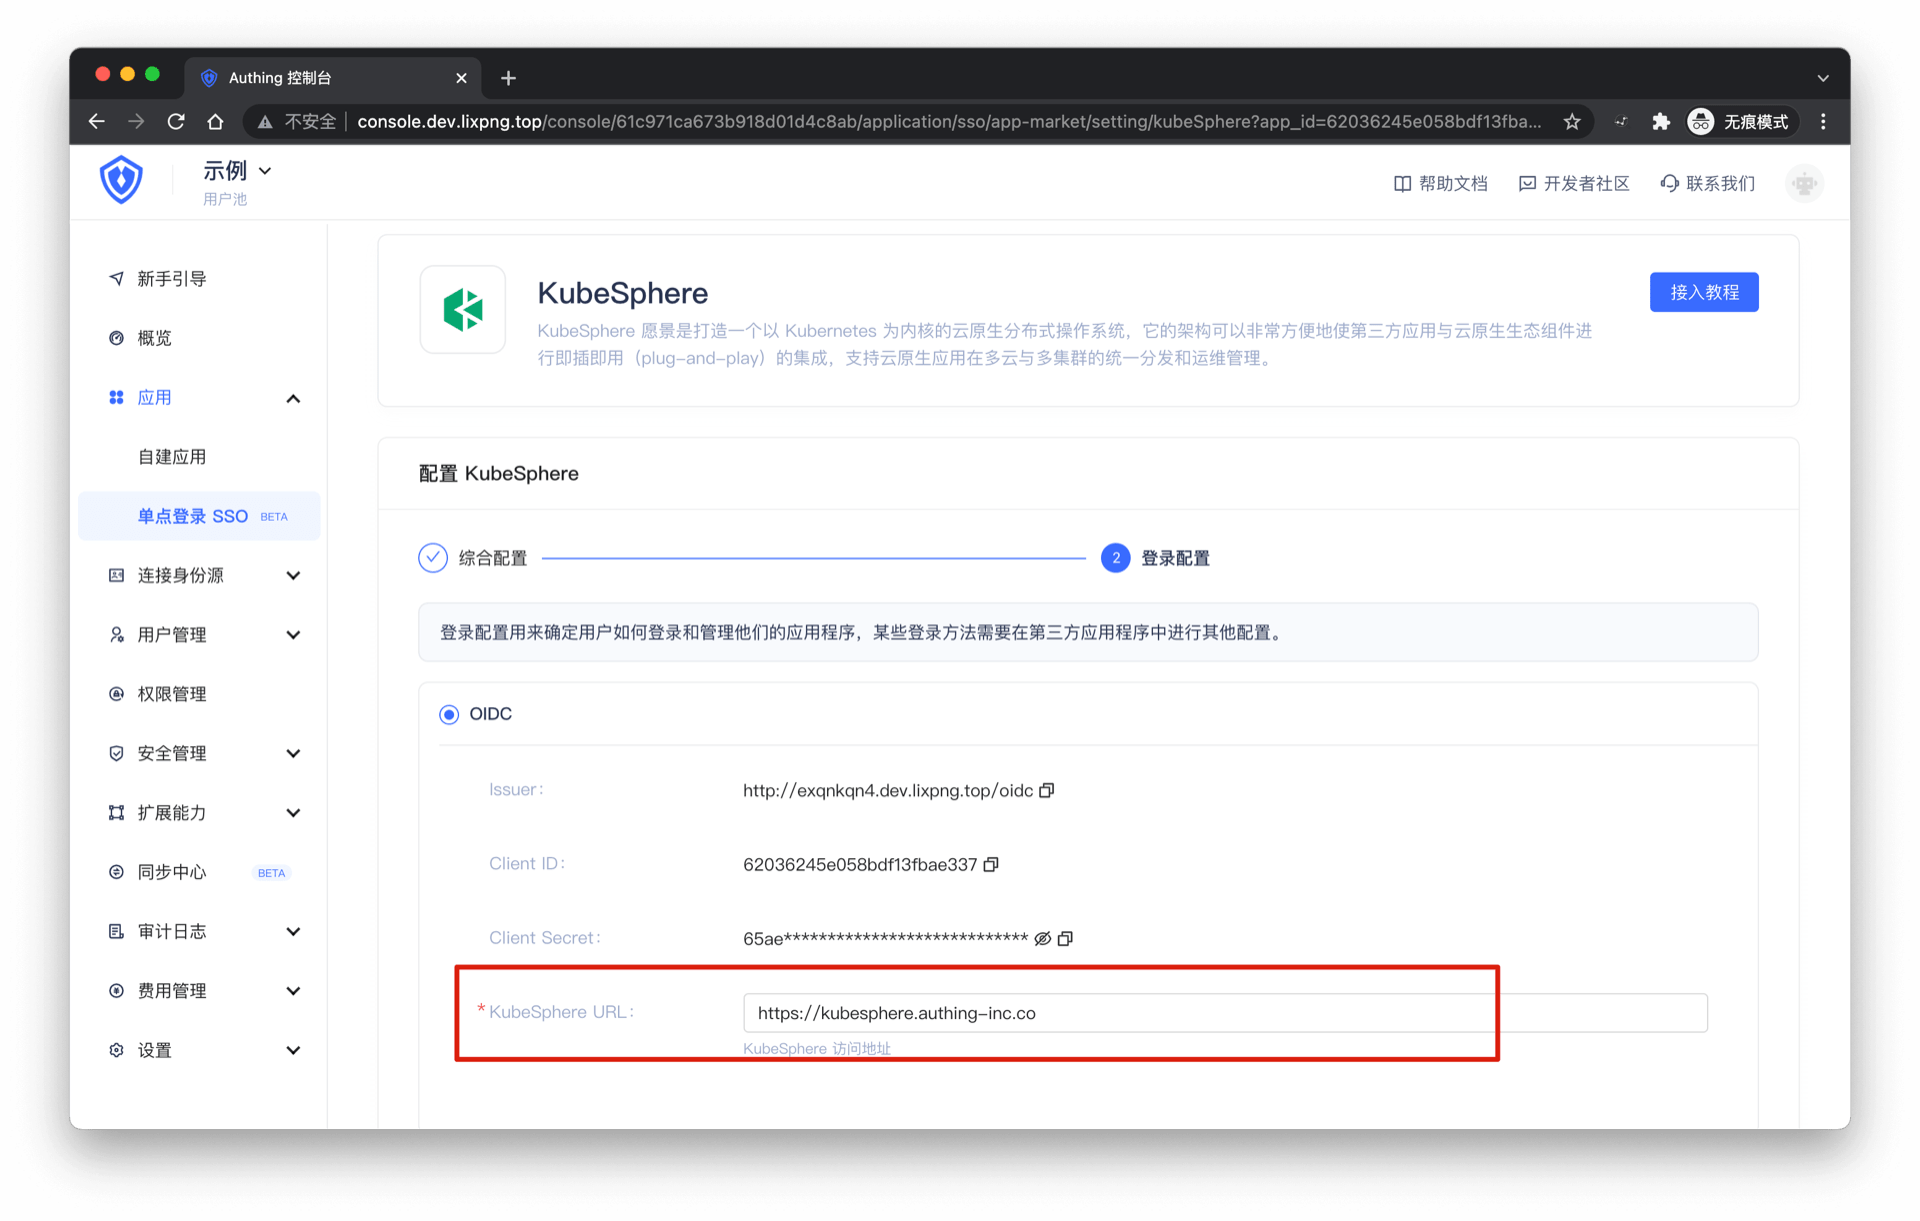 Authing 控制台
不安全
console.dev.lixpng.top/console/61c971ca673b918d01d4c8ab/application/sso/app-market/setting/kubeSphere?app_id=62036245e058bdf13fba...
无痕模式
示例
用户池
帮助文档
开发者社区
联系我们
新手引导
概览
应用
自建应用
单点登录 SSO BETA
连接身份源
用户管理
权限管理
安全管理
扩展能力
同步中心 BETA
审计日志
费用管理
设置
KubeSphere
接入教程
KubeSphere 愿景是打造一个以 Kubernetes 为内核的云原生分布式操作系统，它的架构可以非常方便地使第三方应用与云原生生态组件进
行即插即用（plug-and-play）的集成，支持云原生应用在多云与多集群的统一分发和运维管理。
配置 KubeSphere
综合配置
2 登录配置
登录配置用来确定用户如何登录和管理他们的应用程序，某些登录方法需要在第三方应用程序中进行其他配置。
OIDC
Issuer: http://exqnkqn4.dev.lixpng.top/oidc
Client ID: 62036245e058bdf13fbae337
Client Secret: 65ae****************************
* KubeSphere URL: https://kubesphere.authing-inc.co
KubeSphere 访问地址